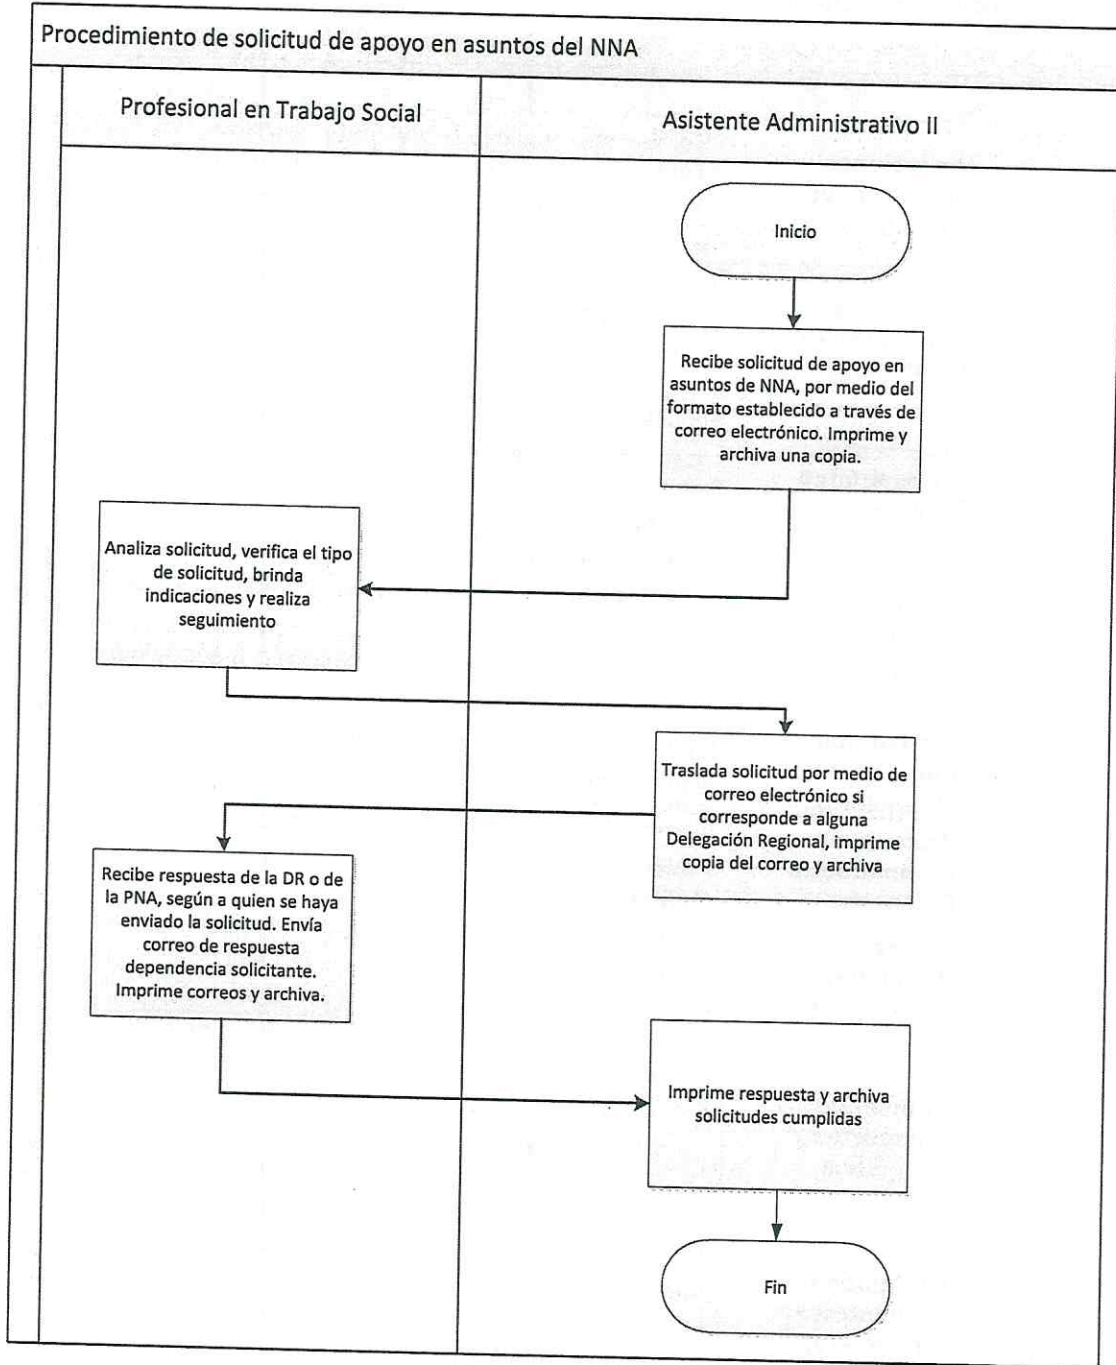 Procedimiento de solicitud de apoyo en asuntos del NNA
Profesional en Trabajo Social
Asistente Administrativo II
Inicio
Recibe solicitud de apoyo en
asuntos de NNA, por medio del
formato establecido a través de
correo electrónico. Imprime y
archiva una copia.
Analiza solicitud, verifica el tipo
de solicitud, brinda
indicaciones y realiza
seguimiento
Traslada solicitud por medio de
correo electrónico si
corresponde a alguna
Delegación Regional, imprime
copia del correo y archiva
Recibe respuesta de la DR o de
la PNA, según a quien se haya
enviado la solicitud. Envía
correo de respuesta
dependencia solicitante.
Imprime correos y archiva.
Imprime respuesta y archiva
solicitudes cumplidas
Fin